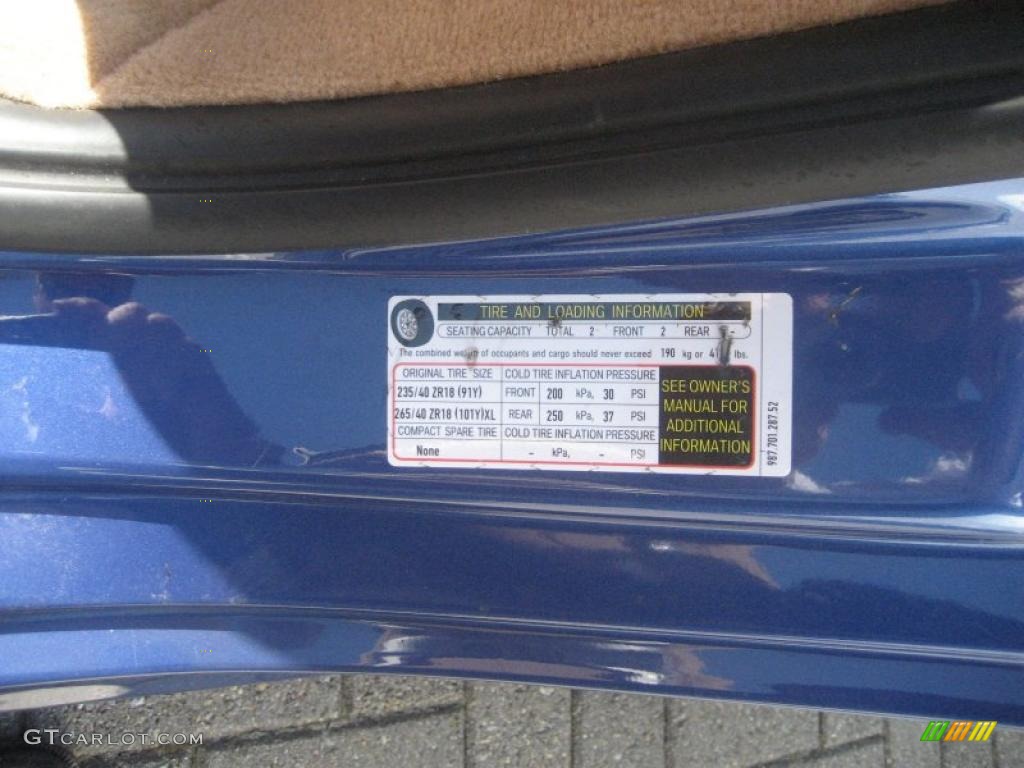 TIRE AND LOADING INFORMATION
SEATING CAPACITY TOTAL 2 FRONT 2 REAR -
The combined weight of occupants and cargo should never exceed 190 kg or lbs.
ORIGINAL TIRE SIZE COLD TIRE INFLATION PRESSURE
235/40 ZR18 (91Y) FRONT 200 kPa, 30 PSI
265/40 ZR18 (101Y)XL REAR 250 kPa, 37 PSI
COMPACT SPARE TIRE COLD TIRE INFLATION PRESSURE
None - kPa, - PSI
SEE OWNER'S
MANUAL FOR
ADDITIONAL
INFORMATION
987.701.287.52
GTCARLOT.COM